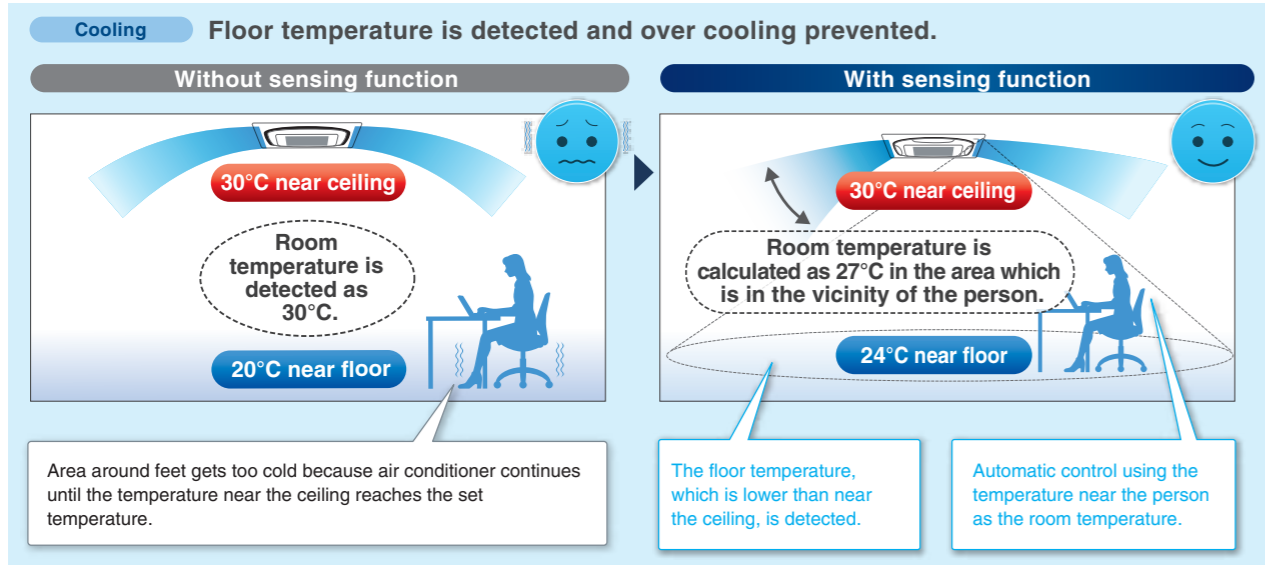 Cooling
Floor temperature is detected and over cooling prevented.
Without sensing function
30°C near ceiling
Room
temperature is
detected as
30°C.
20°C near floor
Area around feet gets too cold because air conditioner continues
until the temperature near the ceiling reaches the set
temperature.
With sensing function
30°C near ceiling
Room temperature is
calculated as 27°C in the area which
is in the vicinity of the person.
24°C near floor
The floor temperature,
which is lower than near
the ceiling, is detected.
Automatic control using the
temperature near the person
as the room temperature.